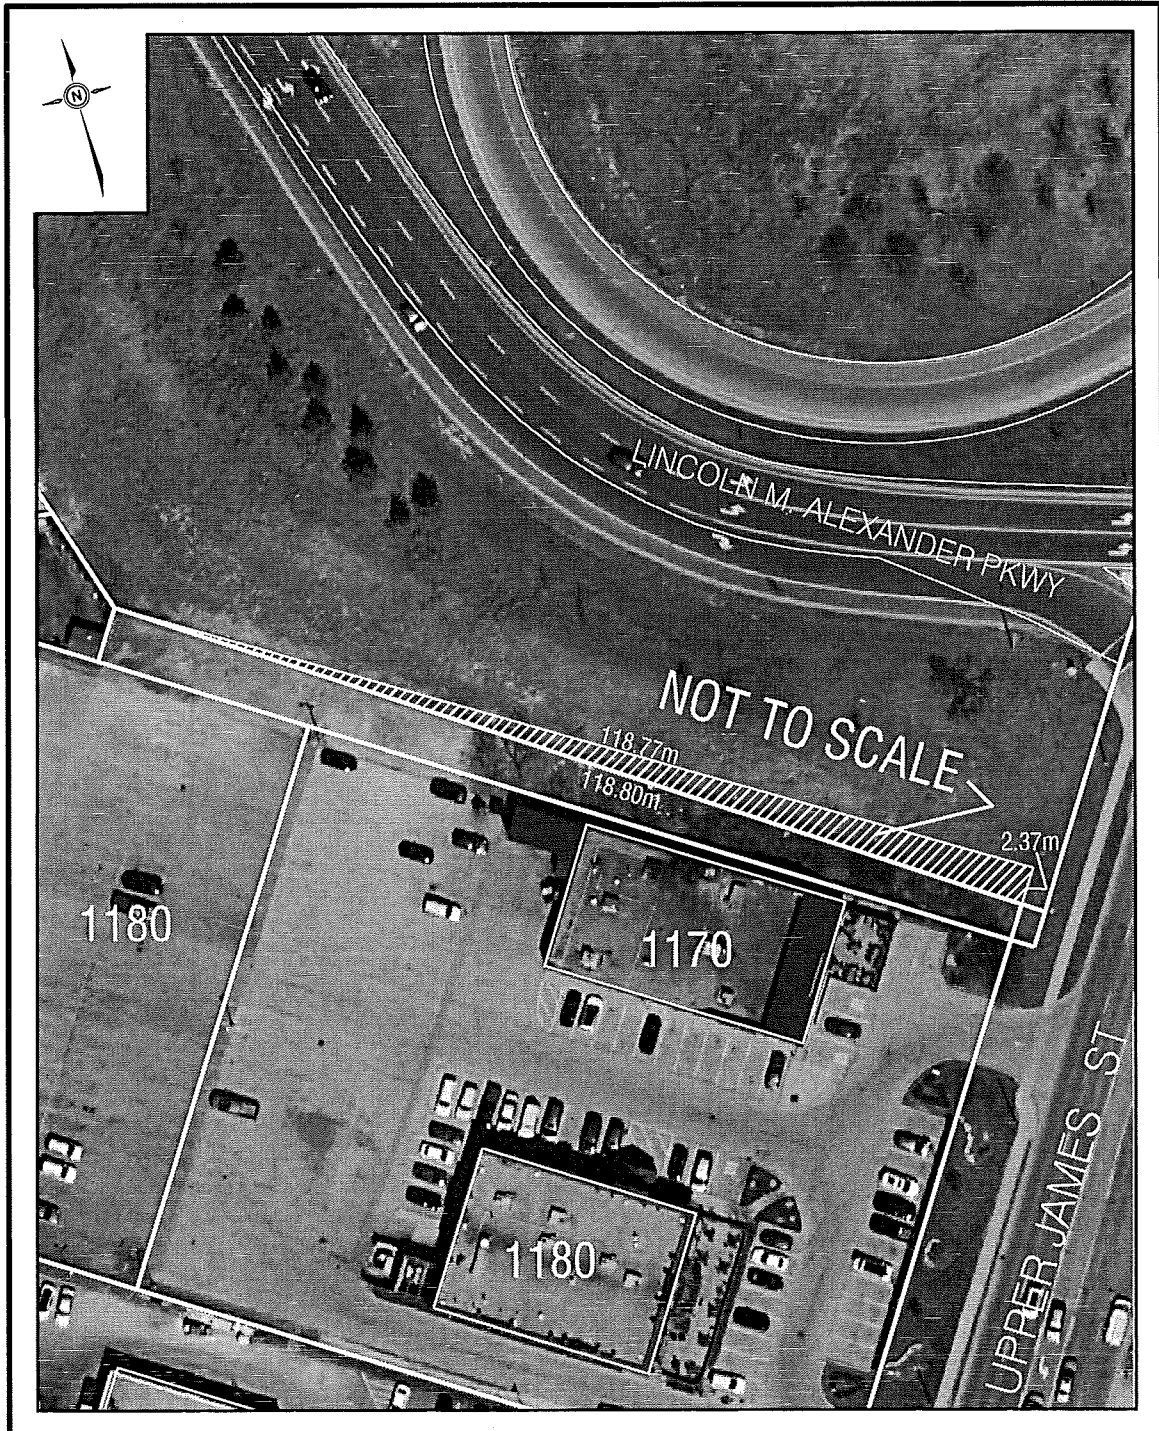 N
LINCOLN M. ALEXANDER PKWY
NOT TO SCALE
118.77m
118.80m
2.37m
1180
1170
1180
UPPER JAMES ST